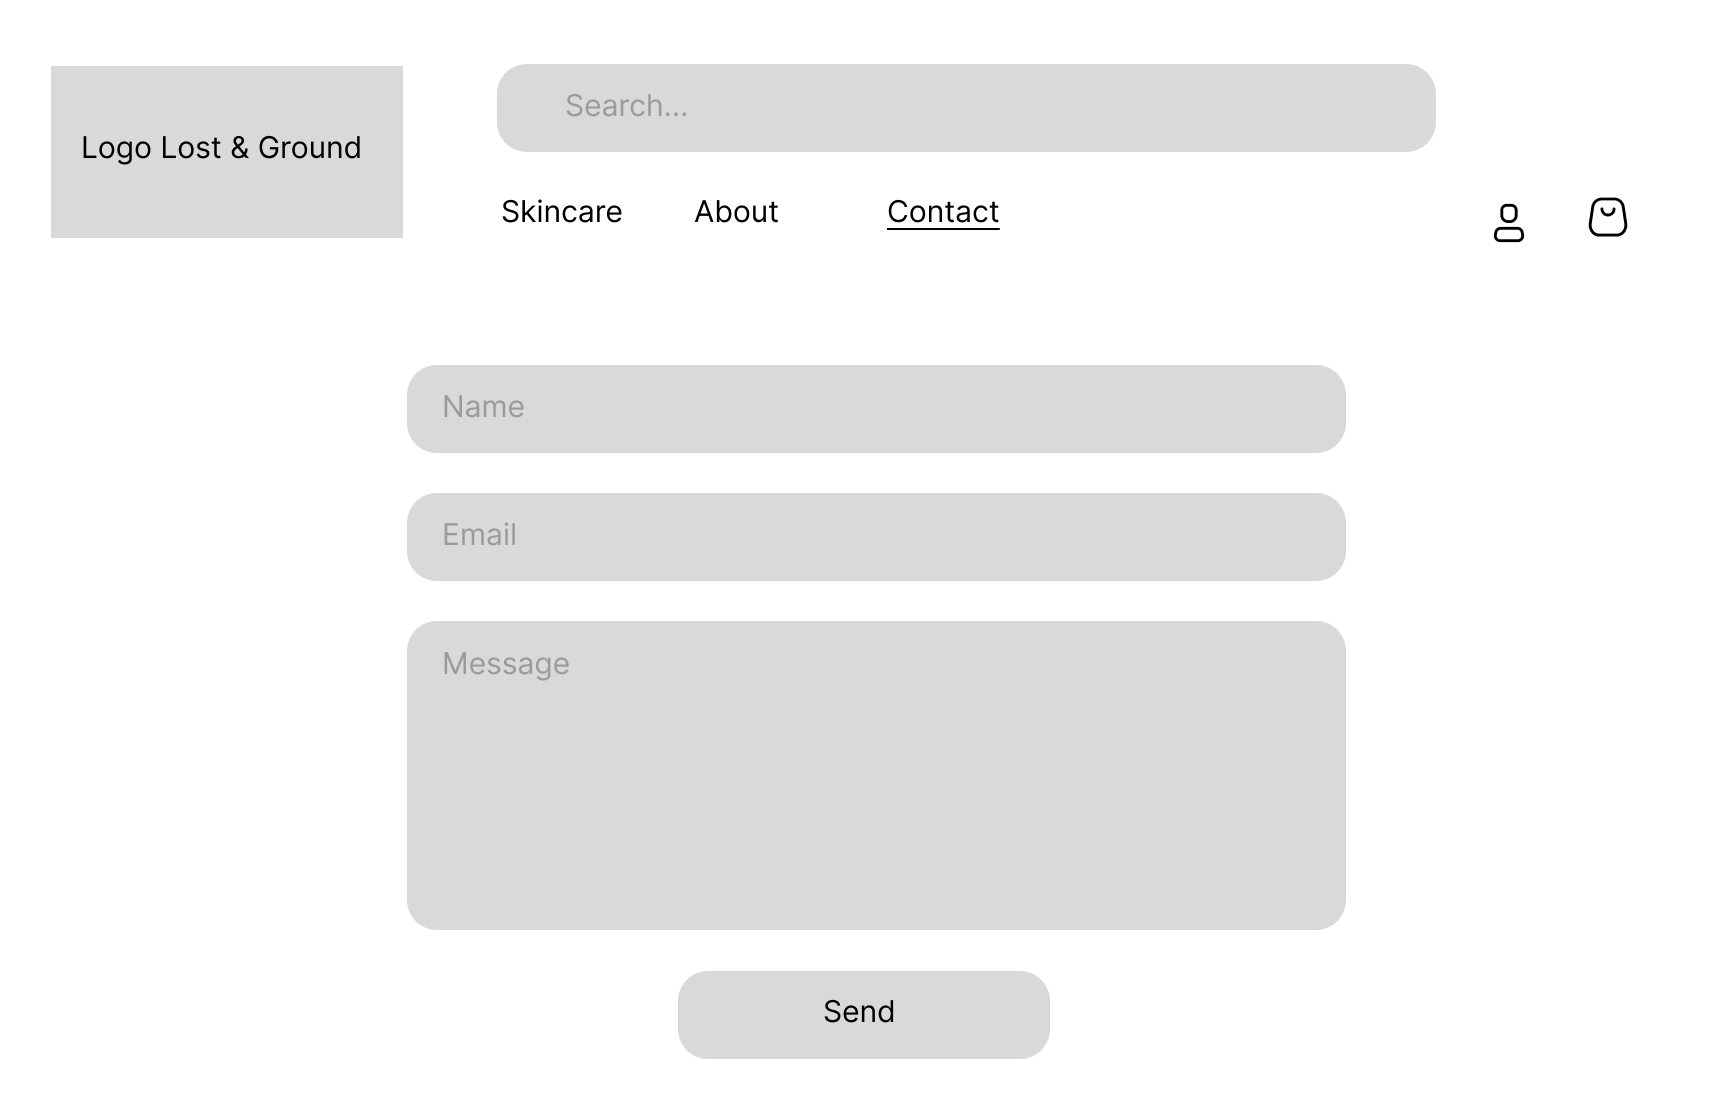 Logo Lost & Ground
Search...
Skincare About Contact
Name
Email
Message
Send